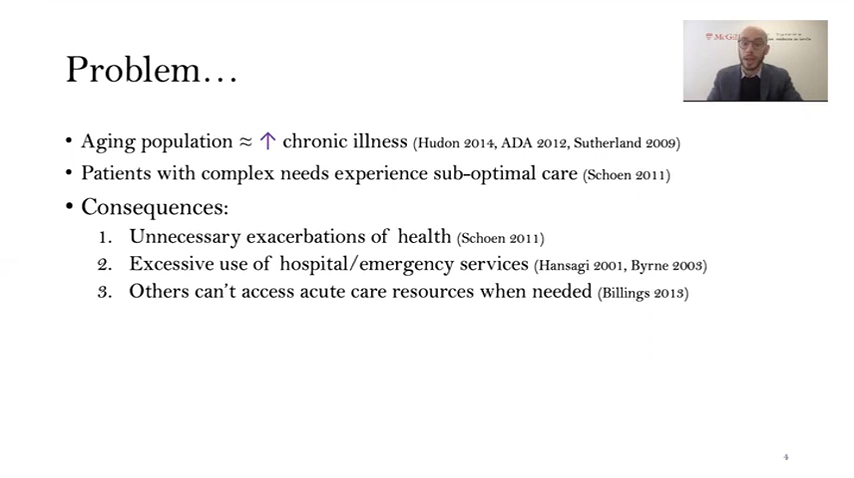 McGill
Problem…
• Aging population ≈ ↑ chronic illness (Hudon 2014, ADA 2012, Sutherland 2009)
• Patients with complex needs experience sub-optimal care (Schoen 2011)
• Consequences:
1. Unnecessary exacerbations of health (Schoen 2011)
2. Excessive use of hospital/emergency services (Hansagi 2001, Byrne 2003)
3. Others can't access acute care resources when needed (Billings 2013)
4